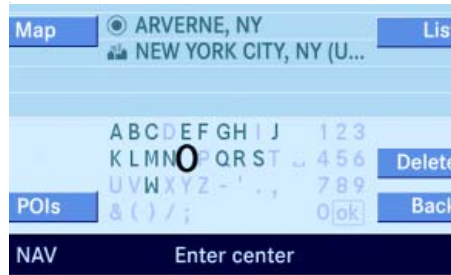 Map
ARVERNE, NY
NEW YORK CITY, NY (U...
Lis
ABCDEFGHIJ 123
KLMNOPQRST ␣ 456
UVWXYZ-'., 789
&()/; 0 ok
Delete
POIs
Back
NAV Enter center